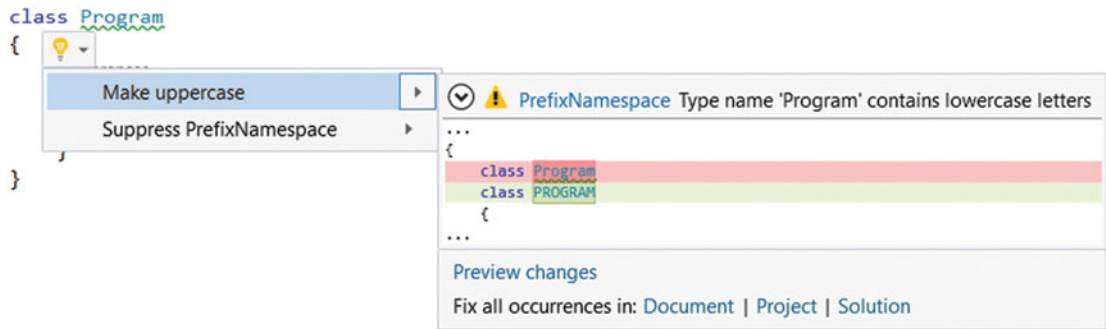 class Program
{
Make uppercase
Suppress PrefixNamespace
}
}
PrefixNamespace Type name 'Program' contains lowercase letters
...
{
class Program
class PROGRAM
{
...
Preview changes
Fix all occurrences in: Document | Project | Solution